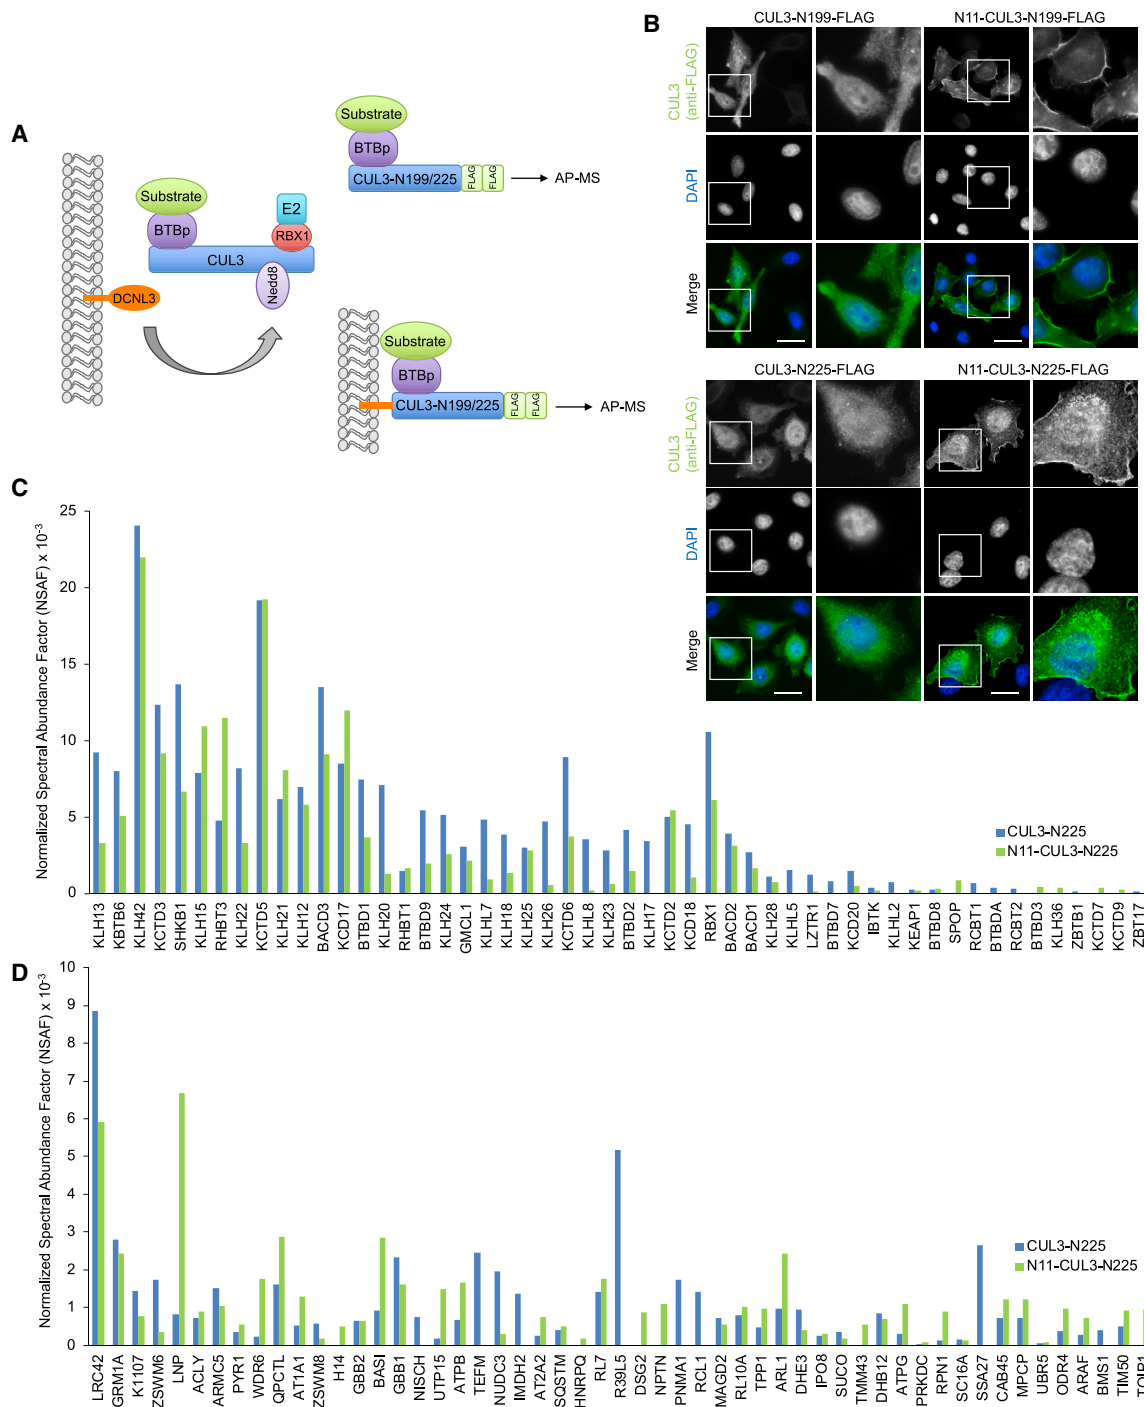 A
Substrate
BTBp
CUL3
E2
RBX1
Nedd8
DCNL3
Substrate
BTBp
CUL3-N199/225
FLAG
FLAG
AP-MS
Substrate
BTBp
CUL3-N199/225
FLAG
FLAG
AP-MS
B
CUL3-N199-FLAG
N11-CUL3-N199-FLAG
CUL3
(anti-FLAG)
DAPI
Merge
CUL3-N225-FLAG
N11-CUL3-N225-FLAG
CUL3
(anti-FLAG)
DAPI
Merge
C
Normalized Spectral Abundance Factor (NSAF) x 10-3
25
20
15
10
5
0
CUL3-N225
N11-CUL3-N225
KLH13
KBTB6
KLH42
KCTD3
SHKB1
KLH15
RHBT3
KLH22
KCTD5
KLH21
KLH12
BACD3
KCD17
BTBD1
KLH20
RHBT1
BTBD9
KLH24
GMCL1
KLHL7
KLH18
KLH25
KLH26
KCTD6
KLHL8
KLH23
BTBD2
KLH17
KCTD2
KCD18
RBX1
BACD2
BACD1
KLH28
KLHL5
LZTR1
BTBD7
KCD20
IBTK
KLHL2
KEAP1
BTBD8
SPOP
RCBT1
BTBDA
RCBT2
BTBD3
KLH36
ZBTB1
KCTD7
KCTD9
ZBT17
D
Normalized Spectral Abundance Factor (NSAF) x 10-3
10
9
8
7
6
5
4
3
2
1
0
CUL3-N225
N11-CUL3-N225
LRC42
GRM1A
K1107
ZSWM6
LNP
ACLY
ARMC5
PYR1
WDR6
QPCTL
AT1A1
ZSWM8
H14
GBB2
BASI
GBB1
NISCH
UTP15
ATPB
TEFM
NUDC3
IMDH2
AT2A2
SQSTM
HNRPQ
RL7
R39L5
DSG2
NPTN
PNMA1
RCL1
MAGD2
RL10A
TPP1
ARL1
DHE3
IPO8
SUCO
TMM43
DHB12
ATPG
PRKDC
RPN1
SC16A
SSA27
CAB45
MPCP
UBR5
ODR4
ARAF
BMS1
TIM50